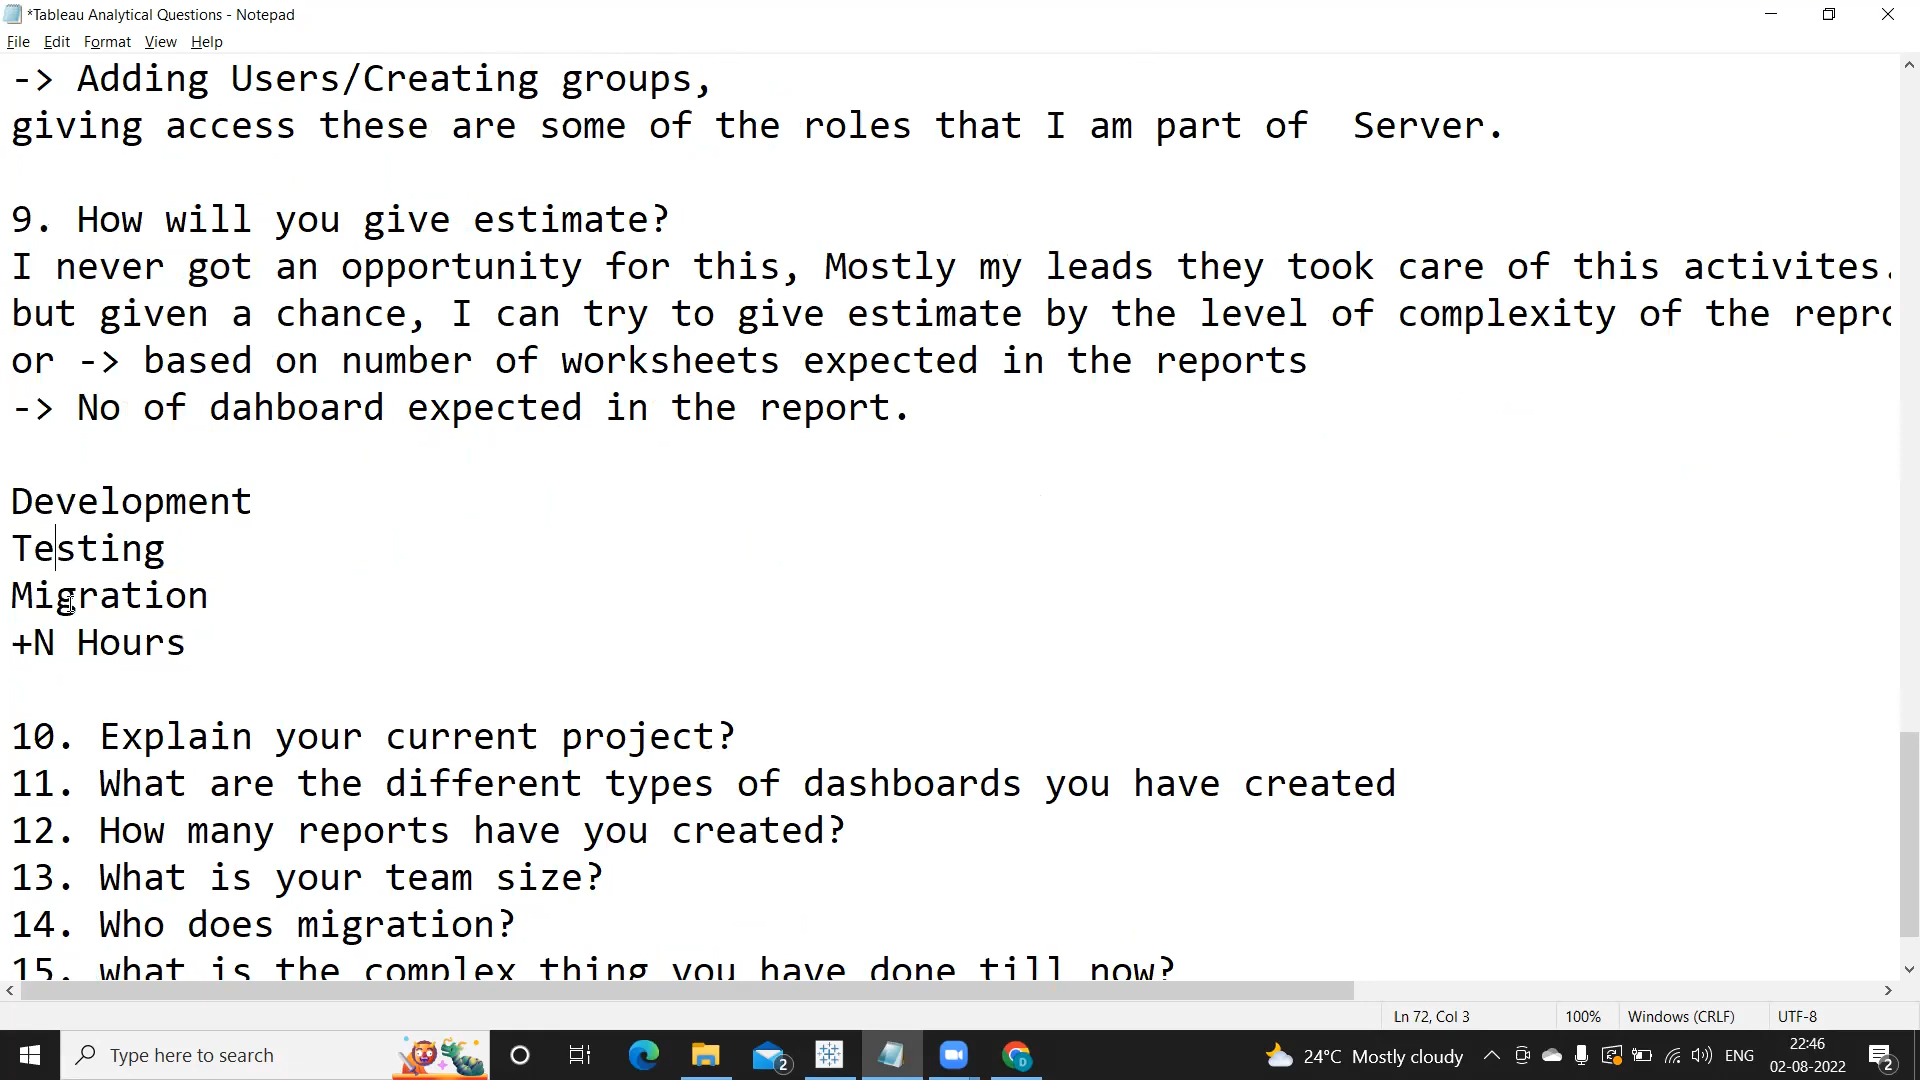 *Tableau Analytical Questions - Notepad
File Edit Format View Help
-> Adding Users/Creating groups,
giving access these are some of the roles that I am part of  Server.
9. How will you give estimate?
I never got an opportunity for this, Mostly my leads they took care of this activites.
but given a chance, I can try to give estimate by the level of complexity of the repro
or -> based on number of worksheets expected in the reports
-> No of dahboard expected in the report.
Development
Testing
Migration
+N Hours
10. Explain your current project?
11. What are the different types of dashboards you have created
12. How many reports have you created?
13. What is your team size?
14. Who does migration?
15. what is the complex thing you have done till now?
Ln 72, Col 3 100% Windows (CRLF) UTF-8
Type here to search 2 24°C Mostly cloudy ENG 22:46 2
02-08-2022